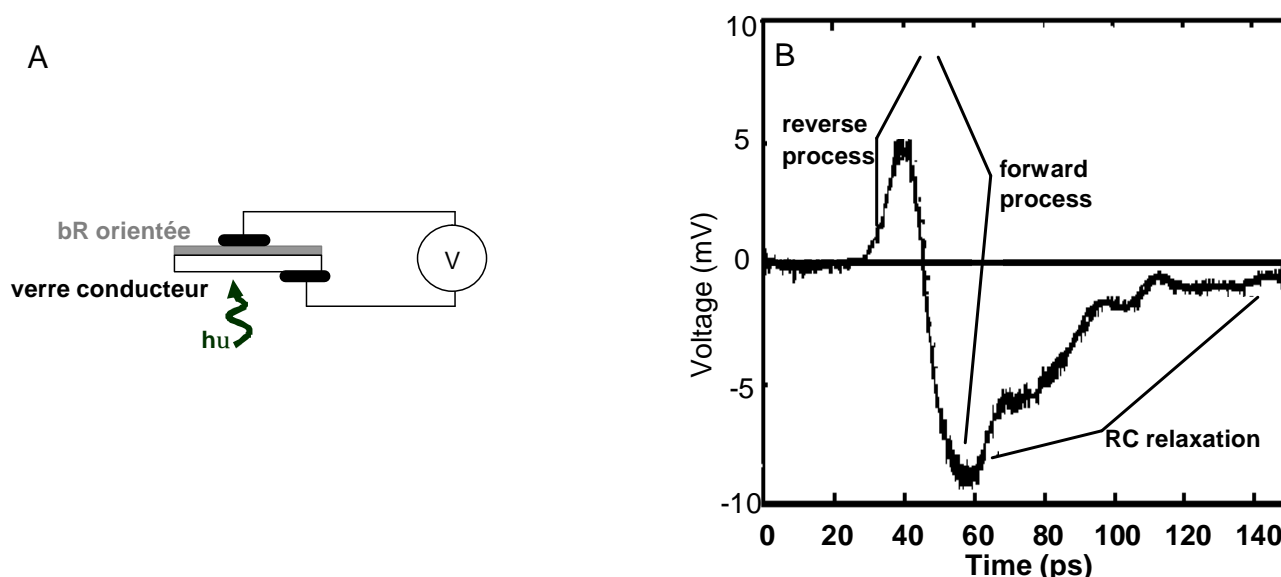 A
bR orientée
verre conducteur
hυ
V
B
reverse
process
forward
process
RC relaxation
Voltage (mV)
10
5
0
-5
-10
0 20 40 60 80 100 120 140
Time (ps)